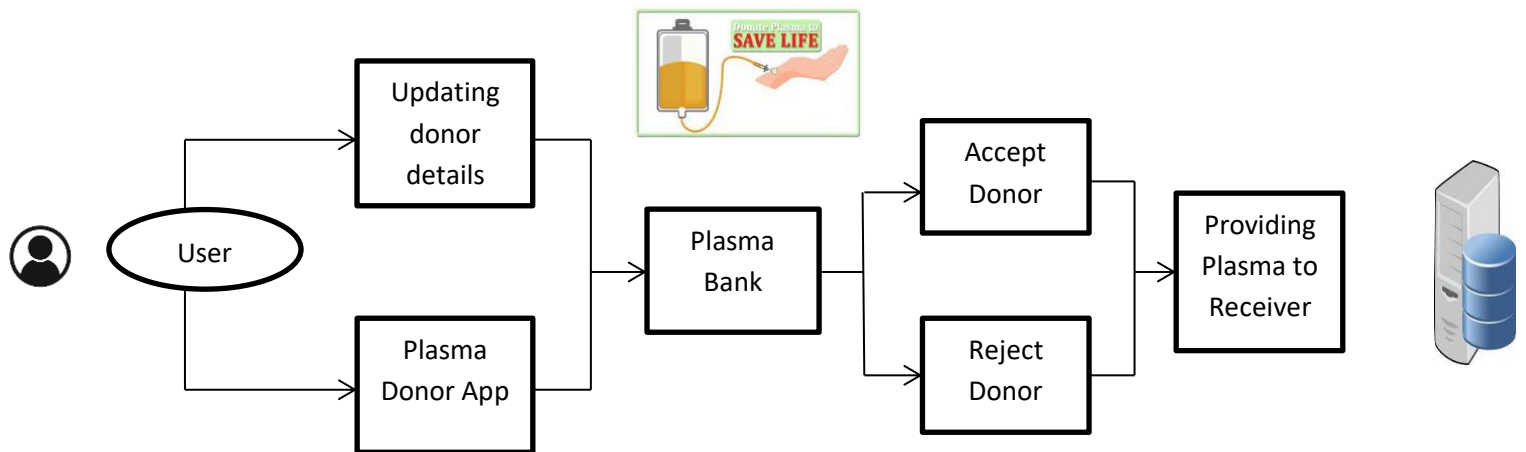 Donate Plasma to
SAVE LIFE
Updating
donor
details
User
Plasma
Donor App
Plasma
Bank
Accept
Donor
Reject
Donor
Providing
Plasma to
Receiver